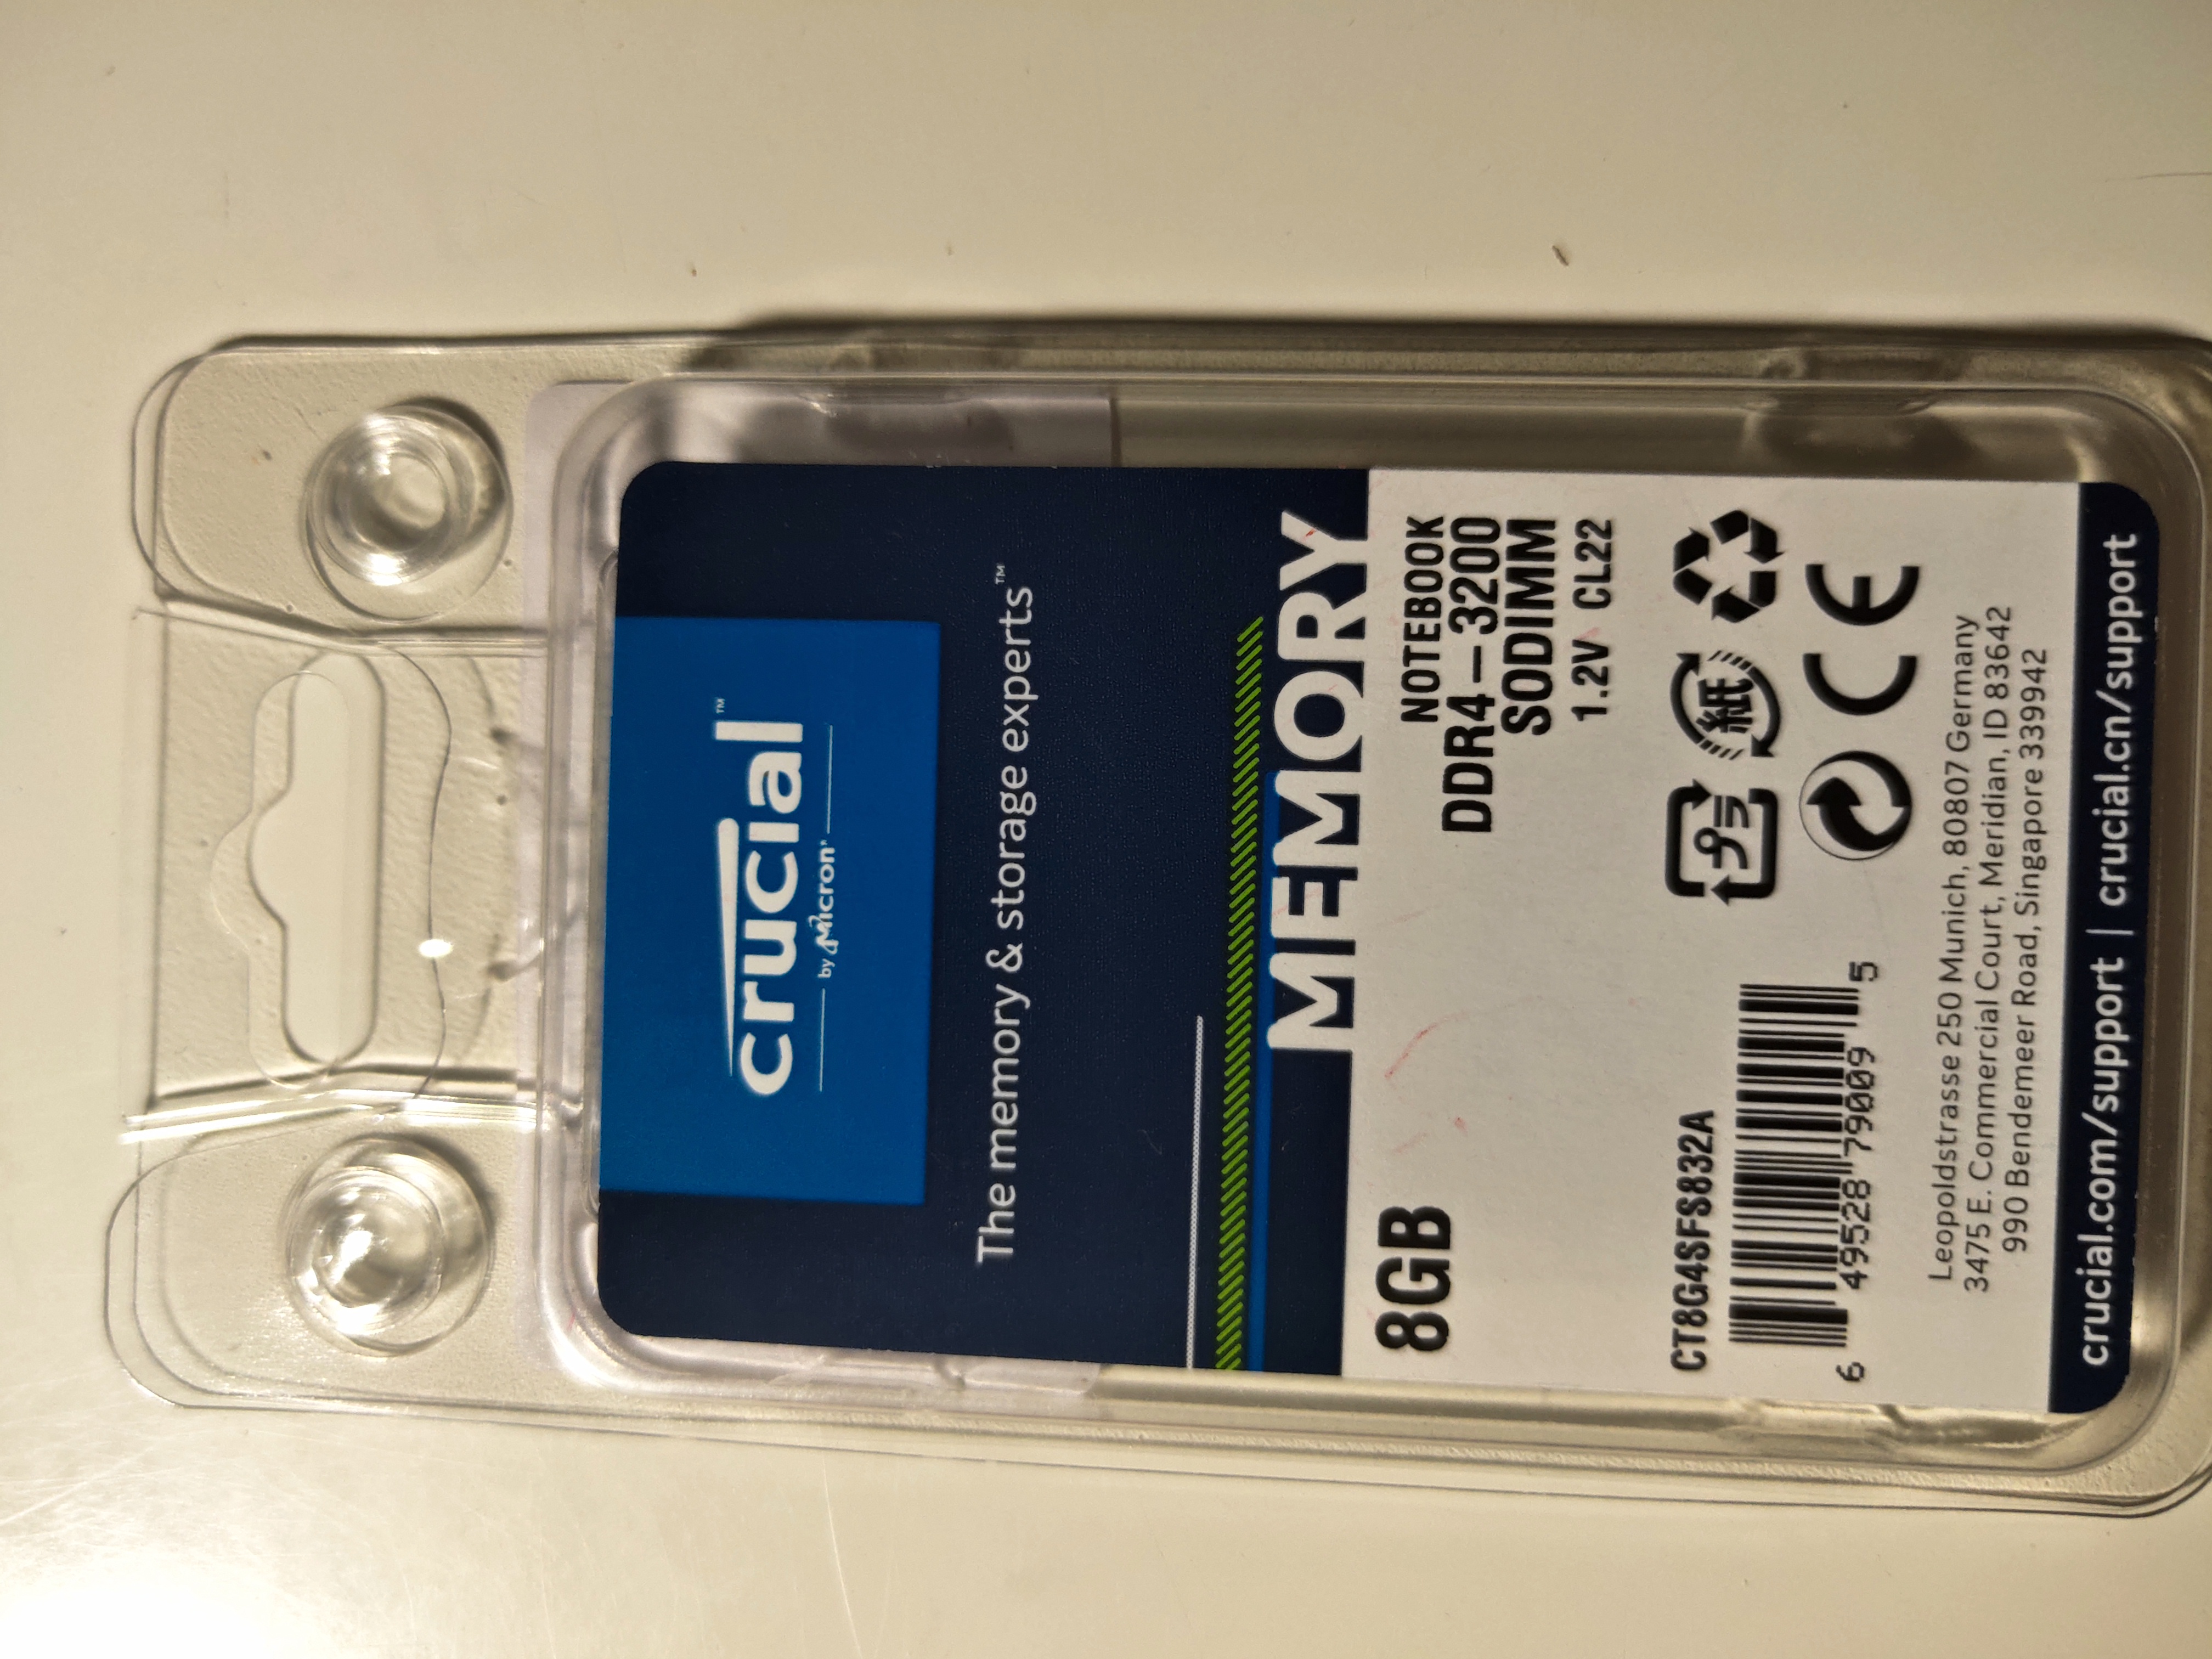 crucial™
by Micron®
The memory & storage experts™
MEMORY
8GB
NOTEBOOK
DDR4–3200
SODIMM
1.2V CL22
CT8G4SFS832A
プラ
紙
6 49528 79009 5
CE
Leopoldstrasse 250 Munich, 80807 Germany
3475 E. Commercial Court, Meridian, ID 83642
990 Bendemeer Road, Singapore 339942
crucial.com/support | crucial.cn/support